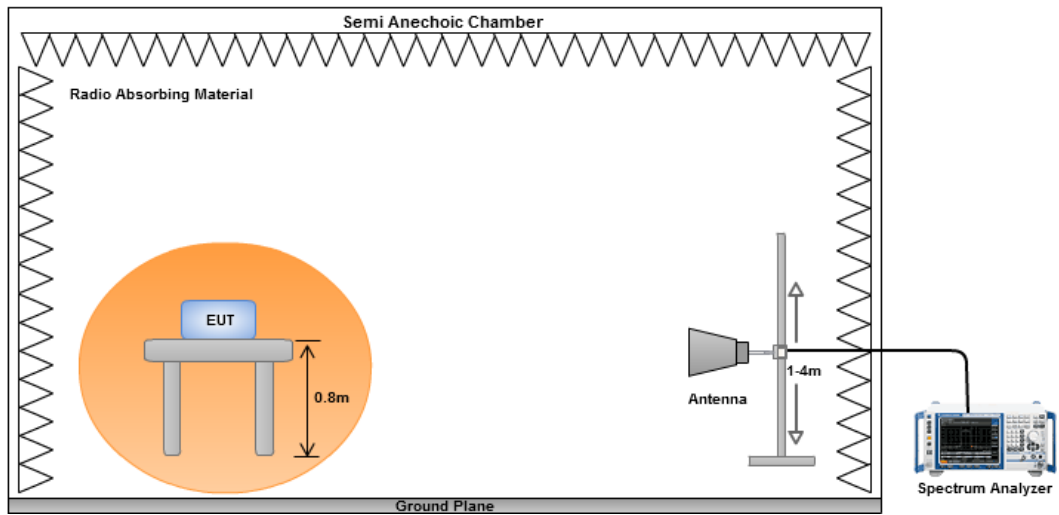 Semi Anechoic Chamber
Radio Absorbing Material
EUT
0.8m
1-4m
Antenna
Spectrum Analyzer
Ground Plane